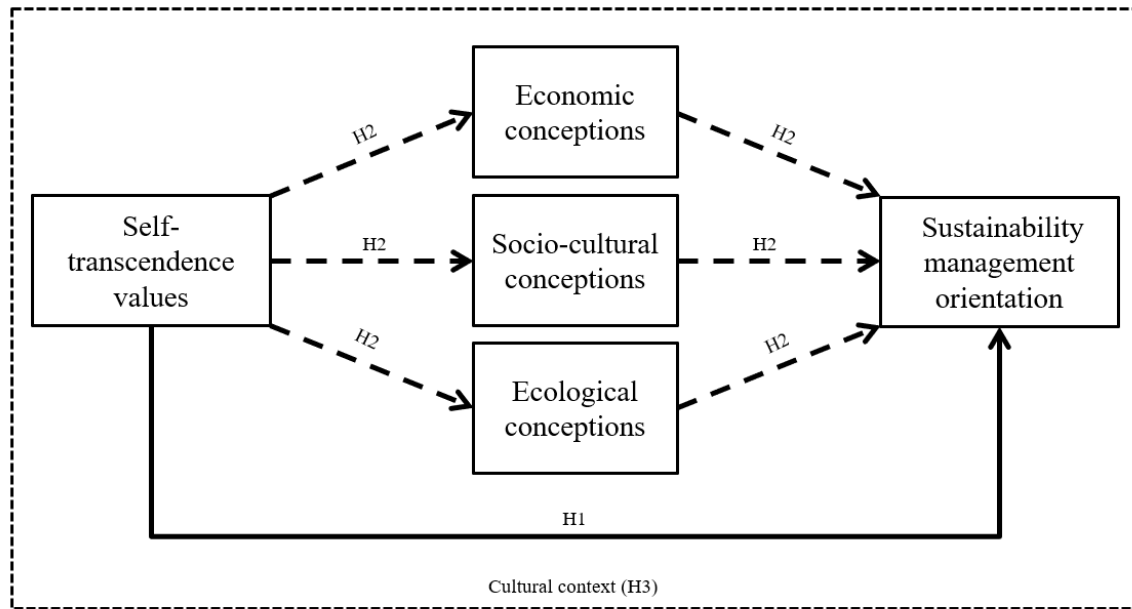 Economic
conceptions
H2
H2
Self-
transcendence
values
H2
Socio-cultural
conceptions
H2
Sustainability
management
orientation
H2
H2
Ecological
conceptions
H1
Cultural context (H3)